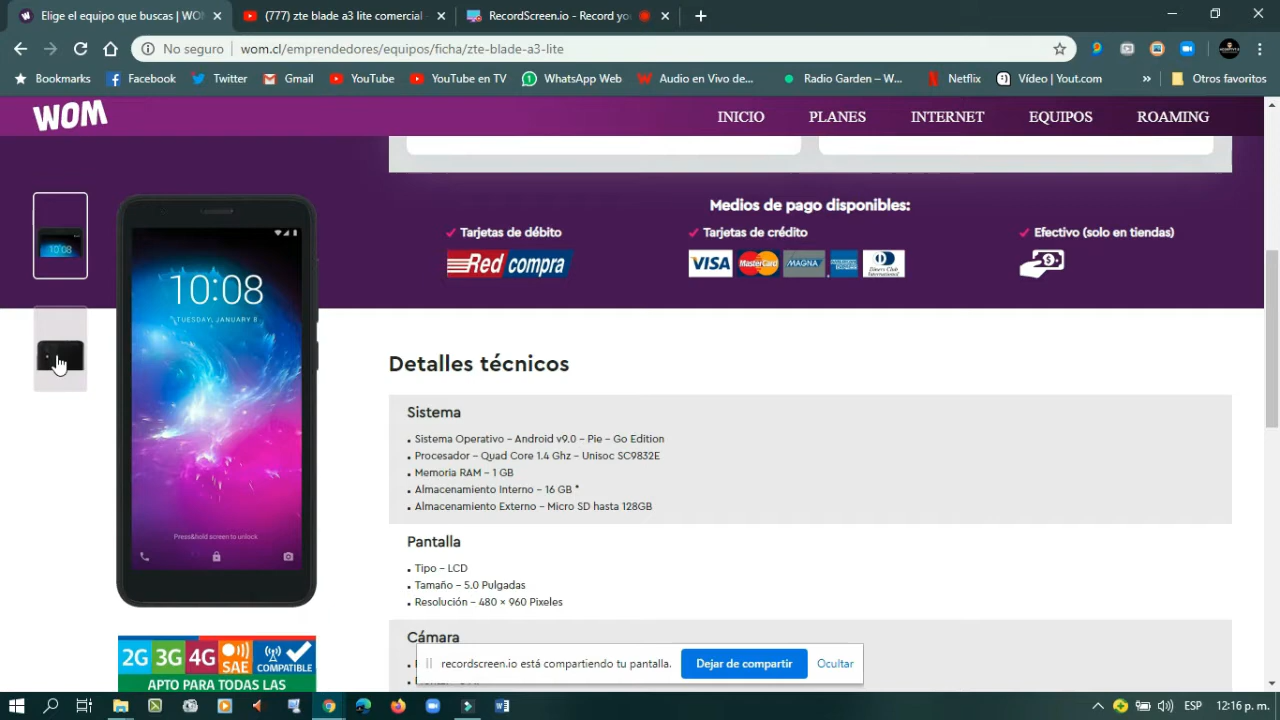 Elige el equipo que buscas | WO
(777) zte blade a3 lite comercial -
RecordScreen.io - Record yo
No seguro | wom.cl/emprendedores/equipos/ficha/zte-blade-a3-lite
Bookmarks Facebook Twitter Gmail YouTube YouTube en TV WhatsApp Web Audio en Vivo de... Radio Garden – W... Netflix Vídeo | Yout.com » Otros favoritos
WOM INICIO PLANES INTERNET EQUIPOS ROAMING
Medios de pago disponibles:
Tarjetas de débito Tarjetas de crédito Efectivo (solo en tiendas)
Redcompra VISA MasterCard MAGNA Diners Club International
10:08
10:08
TUESDAY, JANUARY 8
Press&hold screen to unlock
Detalles técnicos
Sistema
• Sistema Operativo – Android v9.0 – Pie – Go Edition
• Procesador – Quad Core 1.4 Ghz – Unisoc SC9832E
• Memoria RAM – 1 GB
• Almacenamiento Interno – 16 GB *
• Almacenamiento Externo – Micro SD hasta 128GB
Pantalla
• Tipo – LCD
• Tamaño – 5.0 Pulgadas
• Resolución – 480 × 960 Pixeles
Cámara
2G 3G 4G SAE COMPATIBLE
APTO PARA TODAS LAS
recordscreen.io está compartiendo tu pantalla. Dejar de compartir Ocultar
ESP 12:16 p. m.